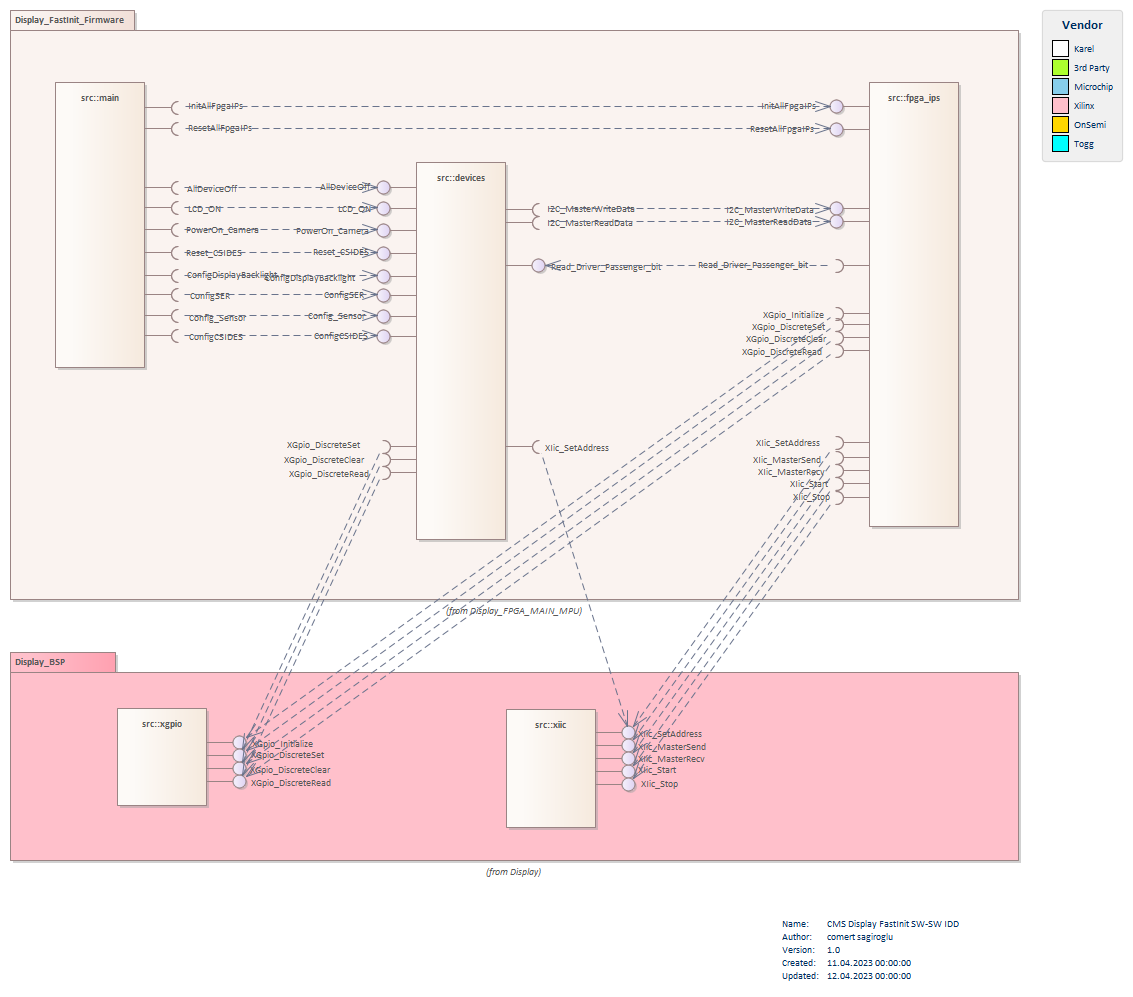 Display_FastInit_Firmware
Vendor
Karel
3rd Party
Microchip
Xilinx
OnSemi
Togg
src::main
src::fpga_ips
InitAllFpgaIPs
InitAllFpgaIPs
ResetAllFpgaIPs
ResetAllFpgaIPs
src::devices
AllDeviceOff
AllDeviceOff
LCD_ON
LCD_ON
PowerOn_Camera
PowerOn_Camera
Reset_CSIDES
Reset_CSIDES
ConfigDisplayBacklight
ConfigDisplayBacklight
ConfigSER
ConfigSER
Config_Sensor
Config_Sensor
ConfigCSIDES
ConfigCSIDES
I2C_MasterWriteData
I2C_MasterWriteData
I2C_MasterReadData
I2C_MasterReadData
Read_Driver_Passenger_bit
Read_Driver_Passenger_bit
XGpio_Initialize
XGpio_DiscreteSet
XGpio_DiscreteClear
XGpio_DiscreteRead
XGpio_DiscreteSet
XGpio_DiscreteClear
XGpio_DiscreteRead
XIic_SetAddress
XIic_SetAddress
XIic_MasterSend
XIic_MasterRecv
XIic_Start
XIic_Stop
(from Display_FPGA_MAIN_MPU)
Display_BSP
src::xgpio
XGpio_Initialize
XGpio_DiscreteSet
XGpio_DiscreteClear
XGpio_DiscreteRead
src::xiic
XIic_SetAddress
XIic_MasterSend
XIic_MasterRecv
XIic_Start
XIic_Stop
(from Display)
Name: CMS Display FastInit SW-SW IDD
Author: comert sagiroglu
Version: 1.0
Created: 11.04.2023 00:00:00
Updated: 12.04.2023 00:00:00